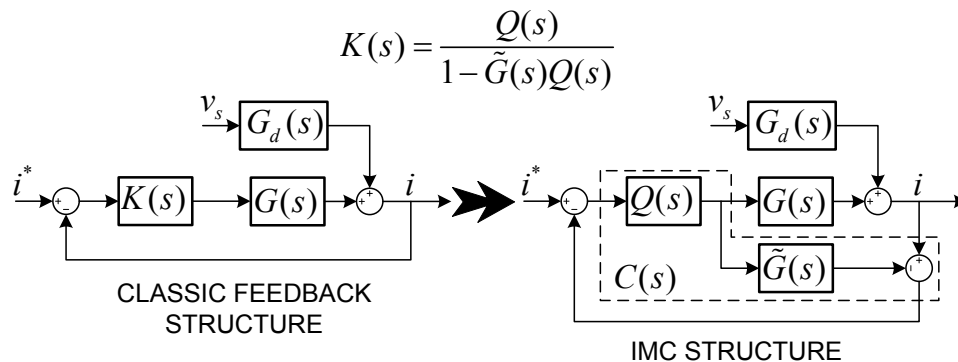 K(s) = Q(s) / (1 − G̃(s)Q(s))
v_s
G_d(s)
i*
+
-
K(s)
G(s)
+
+
i
CLASSIC FEEDBACK
STRUCTURE
v_s
G_d(s)
i*
+
-
Q(s)
G(s)
+
+
i
C(s)
G̃(s)
+
-
IMC STRUCTURE